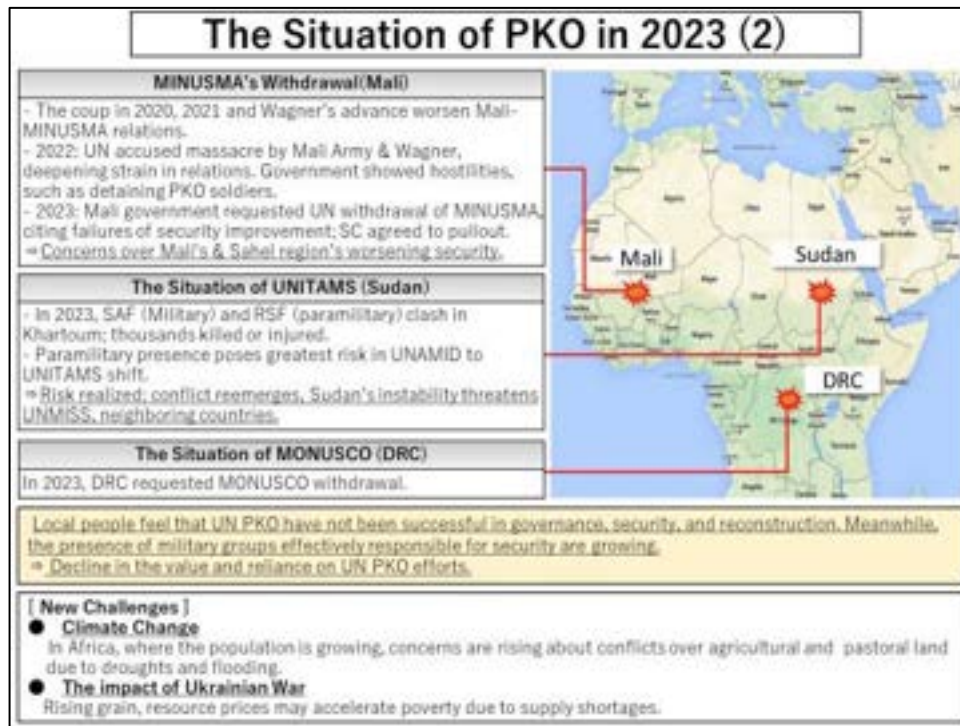 The Situation of PKO in 2023 (2)
MINUSMA's Withdrawal(Mali)
- The coup in 2020, 2021 and Wagner's advance worsen Mali-
MINUSMA relations.
- 2022: UN accused massacre by Mali Army & Wagner,
deepening strain in relations. Government showed hostilities,
such as detaining PKO soldiers.
- 2023: Mali government requested UN withdrawal of MINUSMA,
citing failures of security improvement; SC agreed to pullout.
⇒ Concerns over Mali's & Sahel region's worsening security.
The Situation of UNITAMS (Sudan)
- In 2023, SAF (Military) and RSF (paramilitary) clash in
Khartoum; thousands killed or injured.
- Paramilitary presence poses greatest risk in UNAMID to
UNITAMS shift.
⇒ Risk realized; conflict reemerges, Sudan's instability threatens
UNMISS, neighboring countries.
The Situation of MONUSCO (DRC)
In 2023, DRC requested MONUSCO withdrawal.
Mali
Sudan
DRC
Local people feel that UN PKO have not been successful in governance, security, and reconstruction. Meanwhile,
the presence of military groups effectively responsible for security are growing.
⇒ Decline in the value and reliance on UN PKO efforts.
[ New Challenges ]
● Climate Change
In Africa, where the population is growing, concerns are rising about conflicts over agricultural and pastoral land
due to droughts and flooding.
● The impact of Ukrainian War
Rising grain, resource prices may accelerate poverty due to supply shortages.